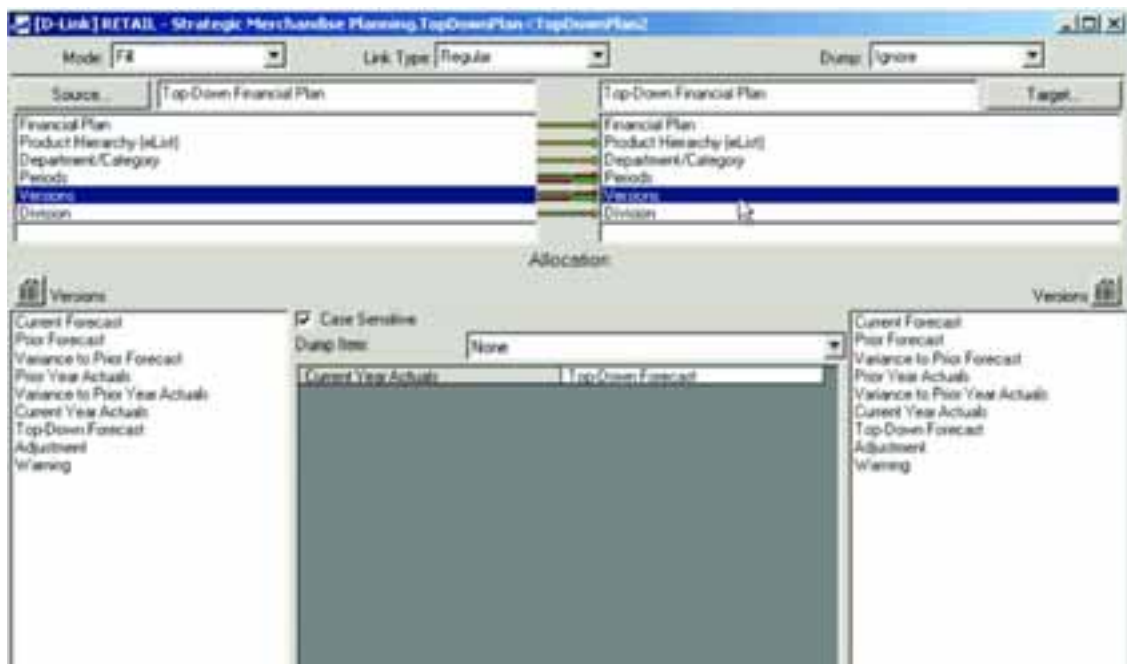 [D-Link] RETAIL - Strategic Merchandise Planning.TopDownPlan <TopDownPlan2
Mode: Fill Link Type: Regular Dump: Ignore
Source... Top-Down Financial Plan Top-Down Financial Plan Target...
Financial Plan Financial Plan
Product Hierarchy (eList) Product Hierarchy (eList)
Department/Category Department/Category
Periods Periods
Versions Versions
Division Division
Allocation
Versions Versions
Current Forecast
Prior Forecast
Variance to Prior Forecast
Prior Year Actuals
Variance to Prior Year Actuals
Current Year Actuals
Top-Down Forecast
Adjustment
Warning
Case Sensitive
Dump Item: None
Current Year Actuals Top-Down Forecast
Current Forecast
Prior Forecast
Variance to Prior Forecast
Prior Year Actuals
Variance to Prior Year Actuals
Current Year Actuals
Top-Down Forecast
Adjustment
Warning